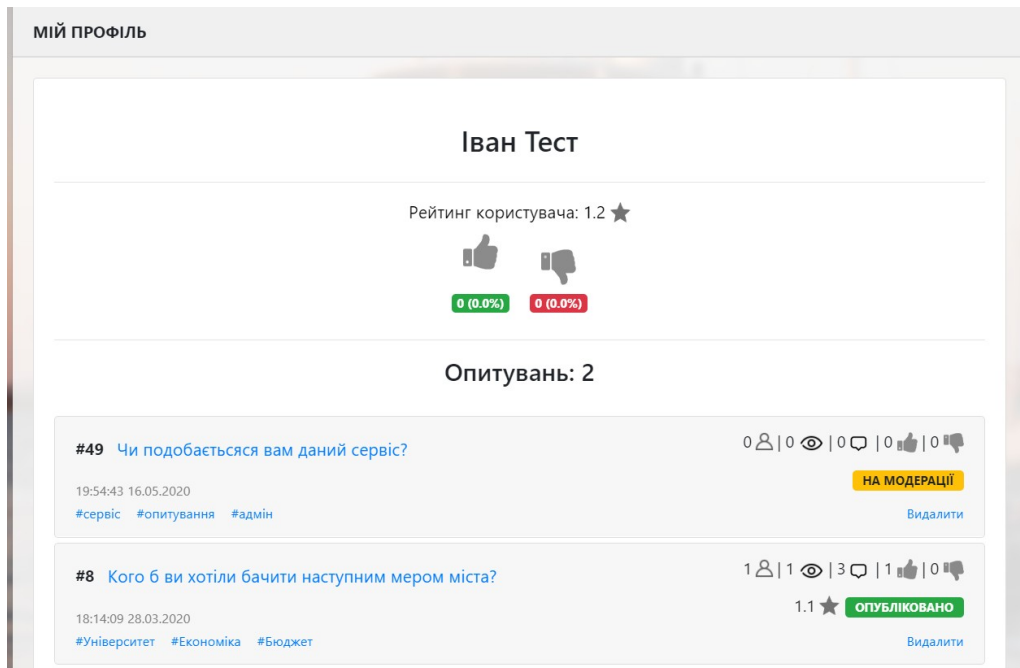 МІЙ ПРОФІЛЬ
Іван Тест
Рейтинг користувача: 1.2
0 (0.0%) 0 (0.0%)
Опитувань: 2
#49 Чи подобаєтьсяся вам даний сервіс? 0 | 0 | 0 | 0 | 0
НА МОДЕРАЦІЇ
19:54:43 16.05.2020
#сервіс #опитування #адмін Видалити
#8 Кого б ви хотіли бачити наступним мером міста? 1 | 1 | 3 | 1 | 0
1.1 ОПУБЛІКОВАНО
18:14:09 28.03.2020
#Університет #Економіка #Бюджет Видалити